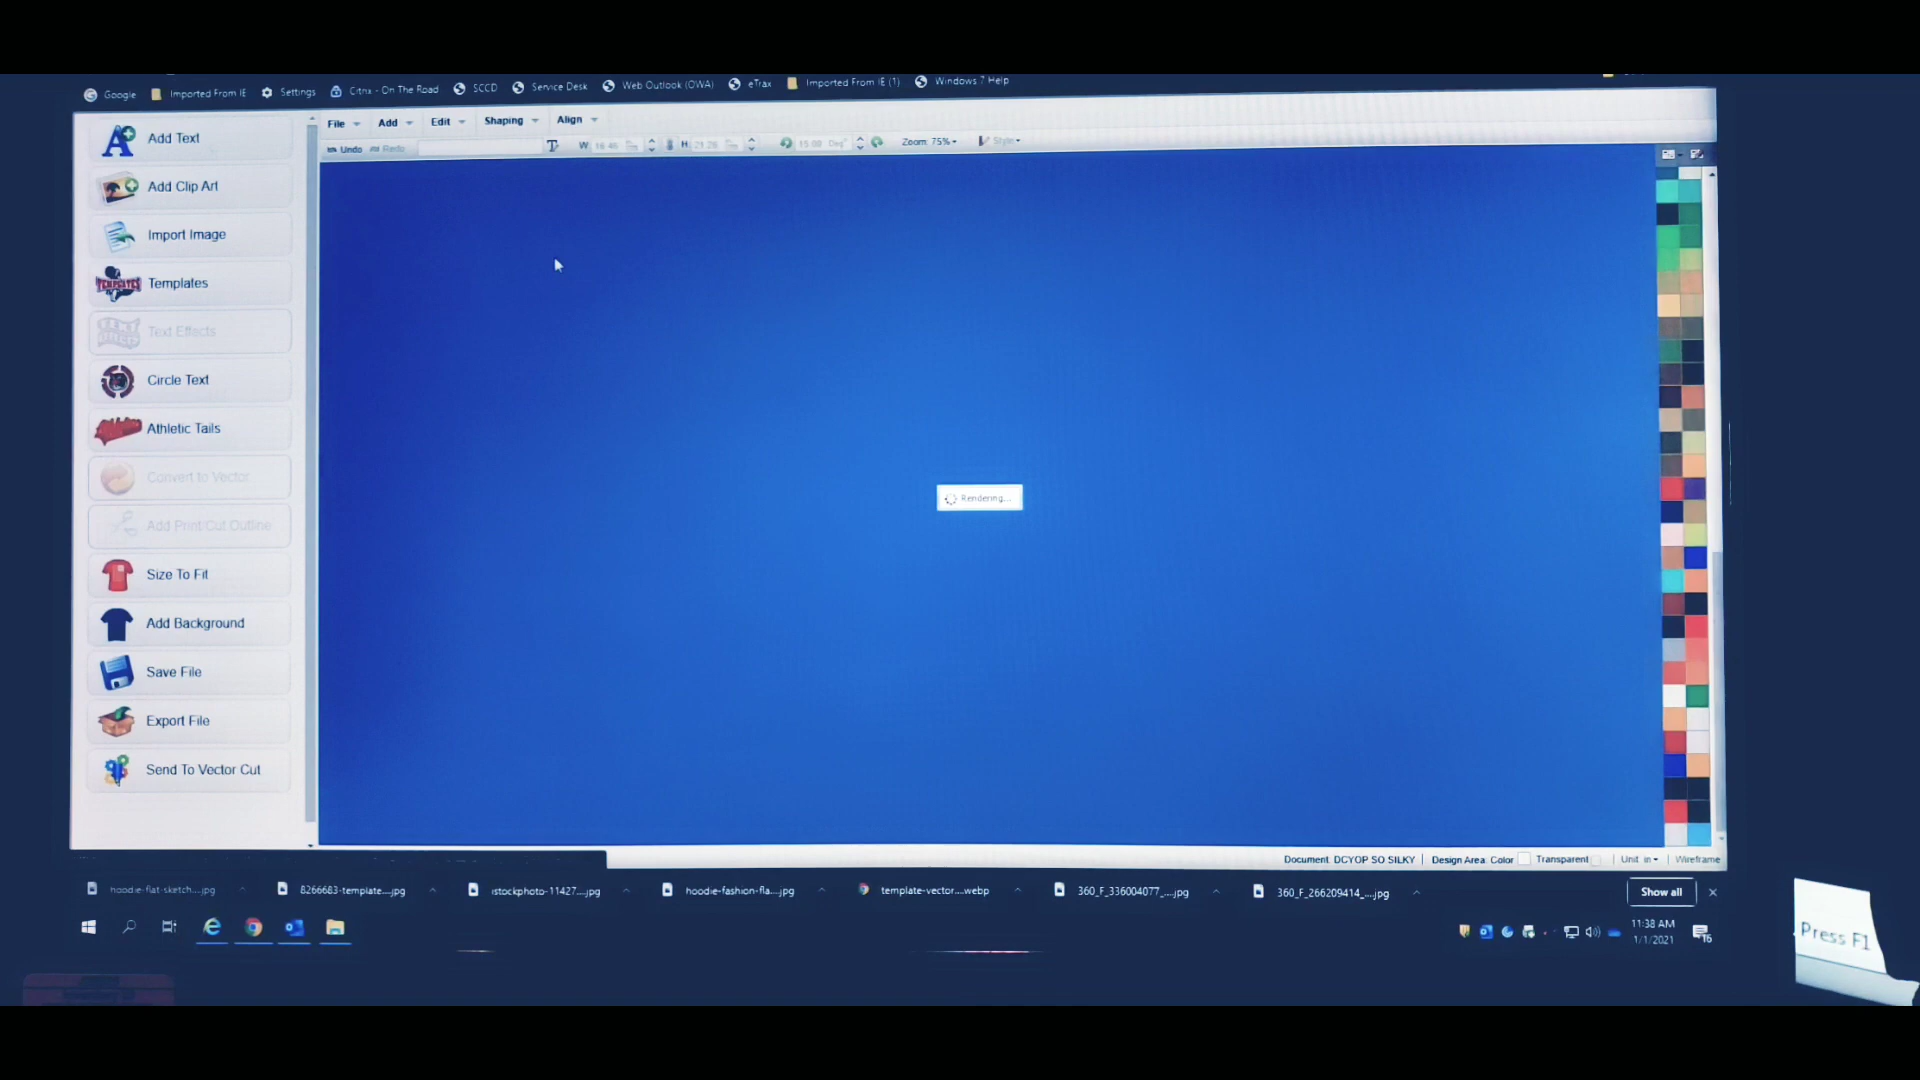 Google Imported From IE Settings Citrix - On The Road SCCD Service Desk Web Outlook (OWA) eTrax Imported From IE (1) Windows 7 Help
File Add Edit Shaping Align
Undo Redo W H Zoom: 75% Style
Add Text
Add Clip Art
Import Image
TEMPLATES Templates
Text Effects
Circle Text
Athletic Tails
Convert to Vector
Add Print/Cut Outline
Size To Fit
Add Background
Save File
Export File
Send To Vector Cut
Rendering...
Document: DCYOP SO SILKY Design Area: Color Transparent Unit: in Wireframe
hoodie-flat-sketch....jpg 8266683-template....jpg istockphoto-11427....jpg hoodie-fashion-fla....jpg template-vector....webp 360_F_336004077_....jpg 360_F_266209414_....jpg Show all
11:38 AM
1/1/2021
16
Press F1